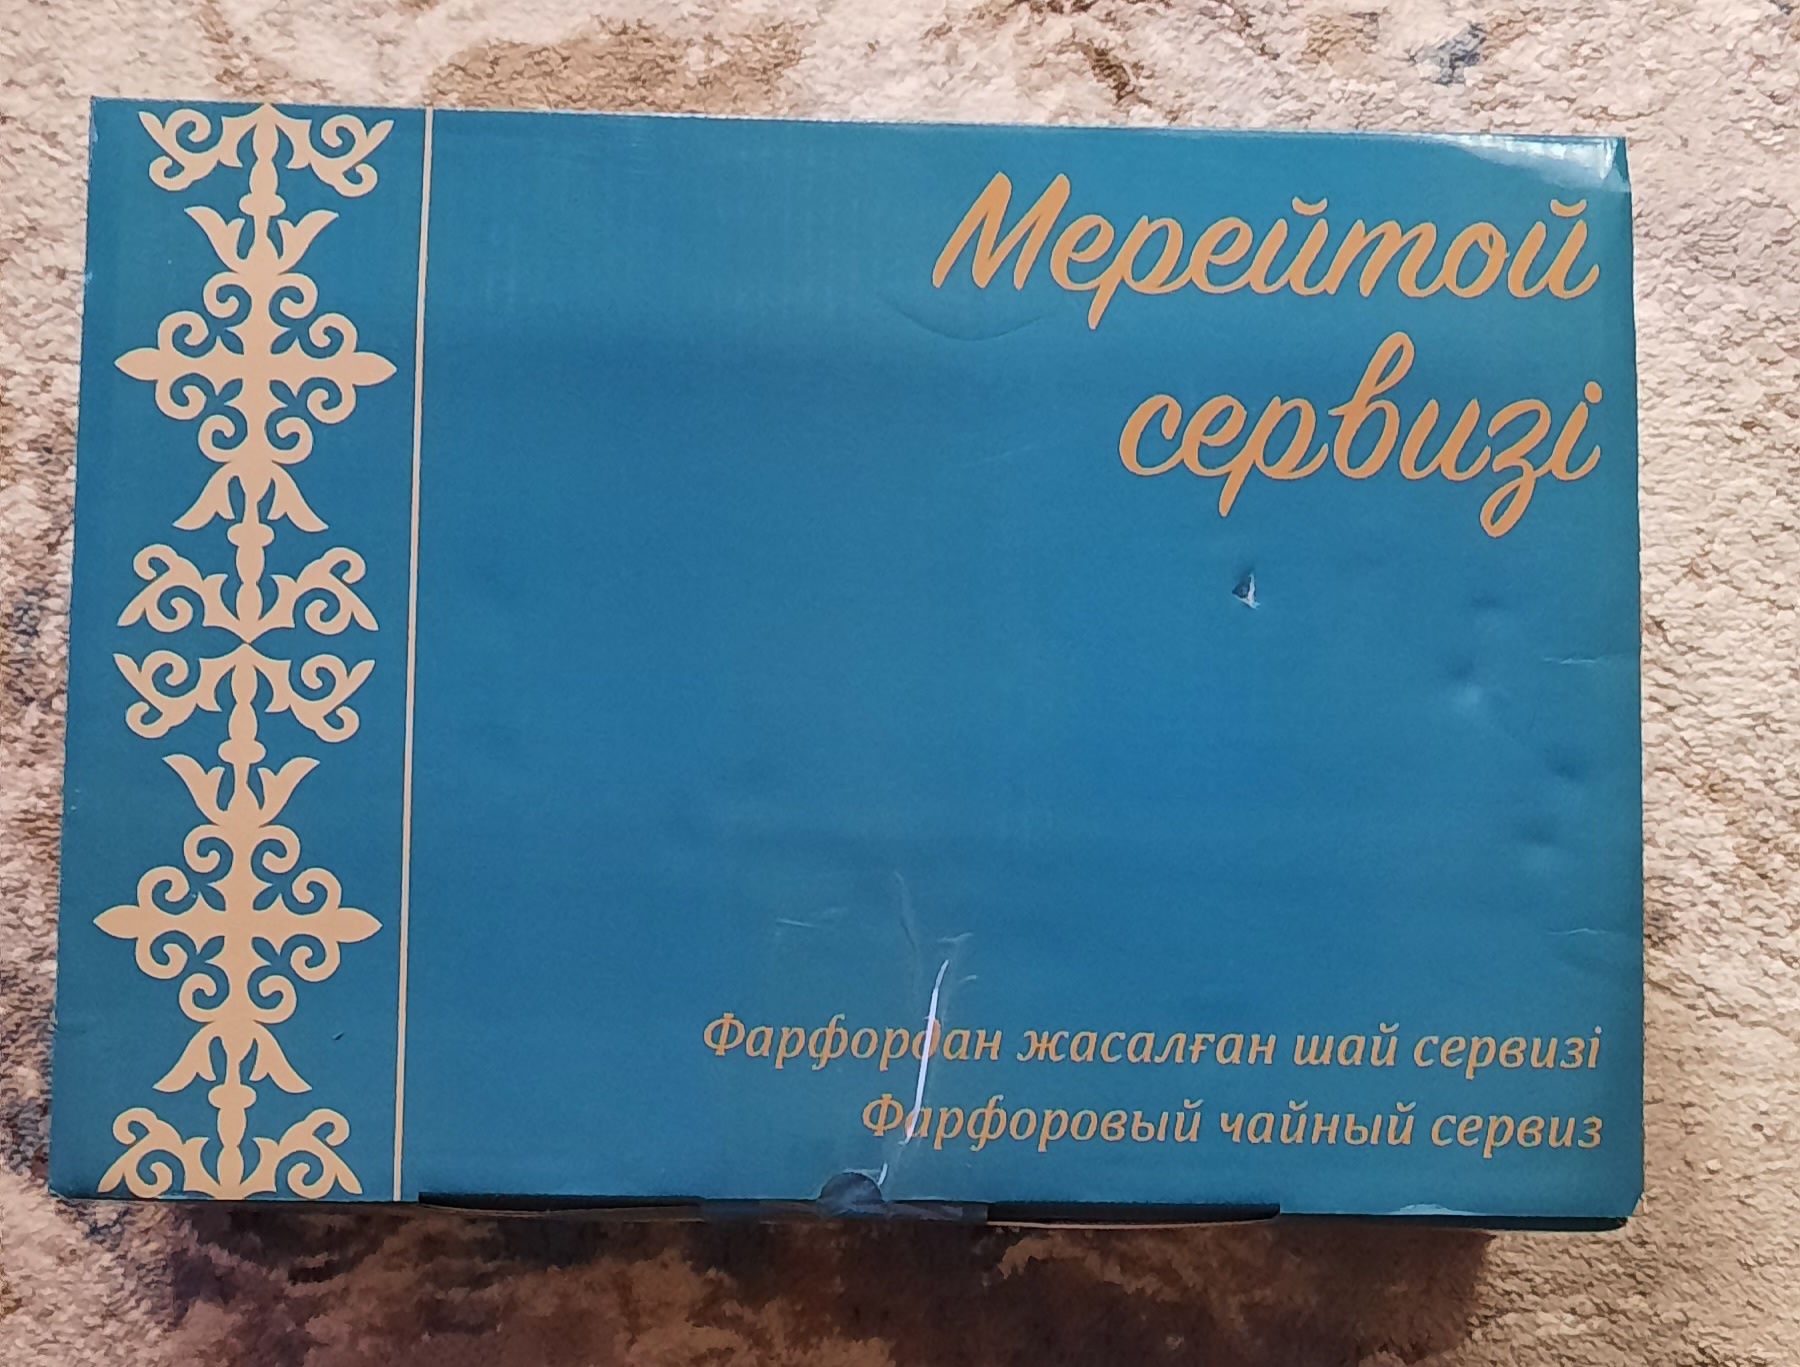 Мерейтой
сервизі
Фарфордан жасалған шай сервизі
Фарфоровый чайный сервиз